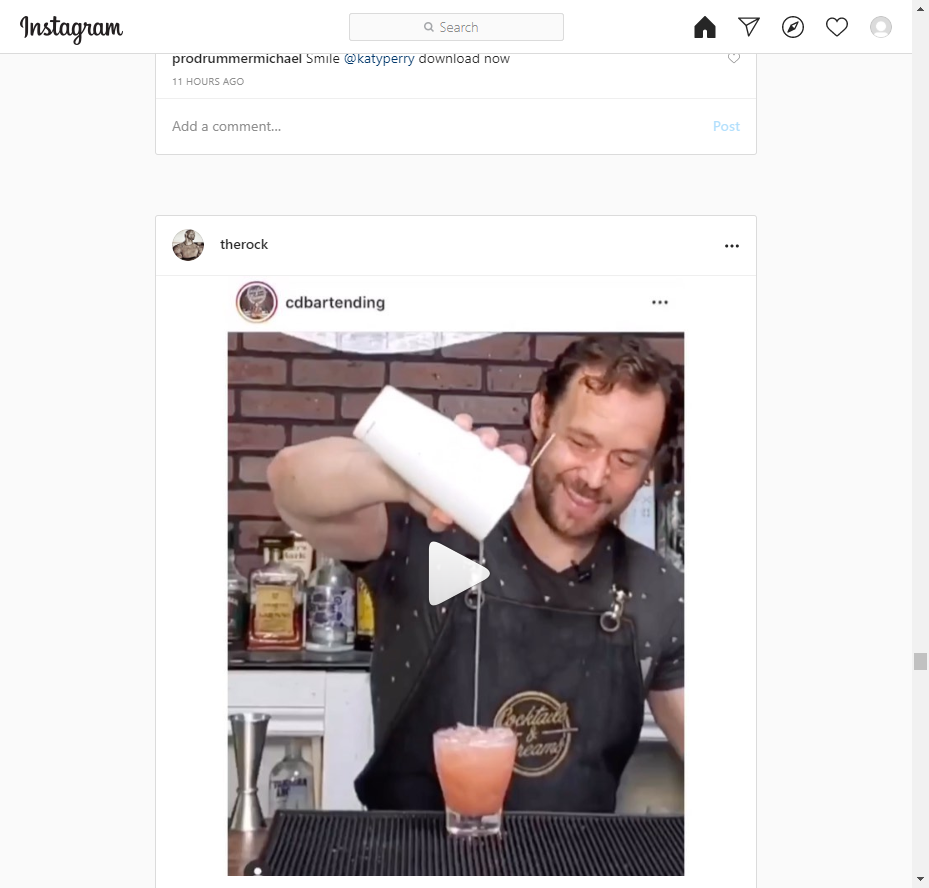 Instagram
Search
prodrummermichael Smile @katyperry download now
11 HOURS AGO
Add a comment...
Post
therock
cdbartending
Cocktails
&
Dreams